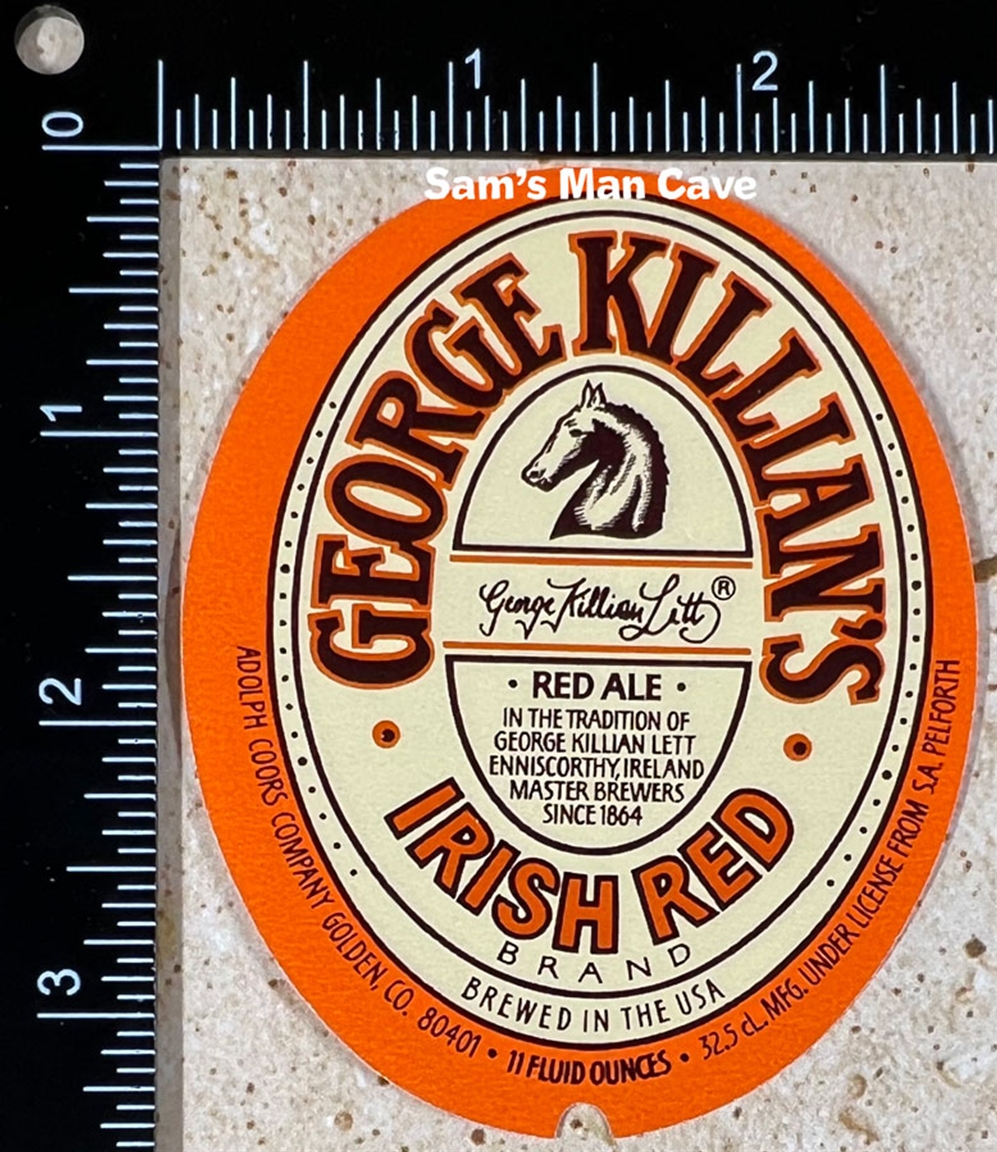 1 2
0
1
2
3
Sam's Man Cave
GEORGE KILLIAN'S
George Killian Lett ®
• RED ALE •
IN THE TRADITION OF
GEORGE KILLIAN LETT
ENNISCORTHY, IRELAND
MASTER BREWERS
SINCE 1864
IRISH RED
BRAND
BREWED IN THE USA
ADOLPH COORS COMPANY GOLDEN, CO. 80401 • 11 FLUID OUNCES • 32.5 cL. MFG. UNDER LICENSE FROM S.A. PELFORTH